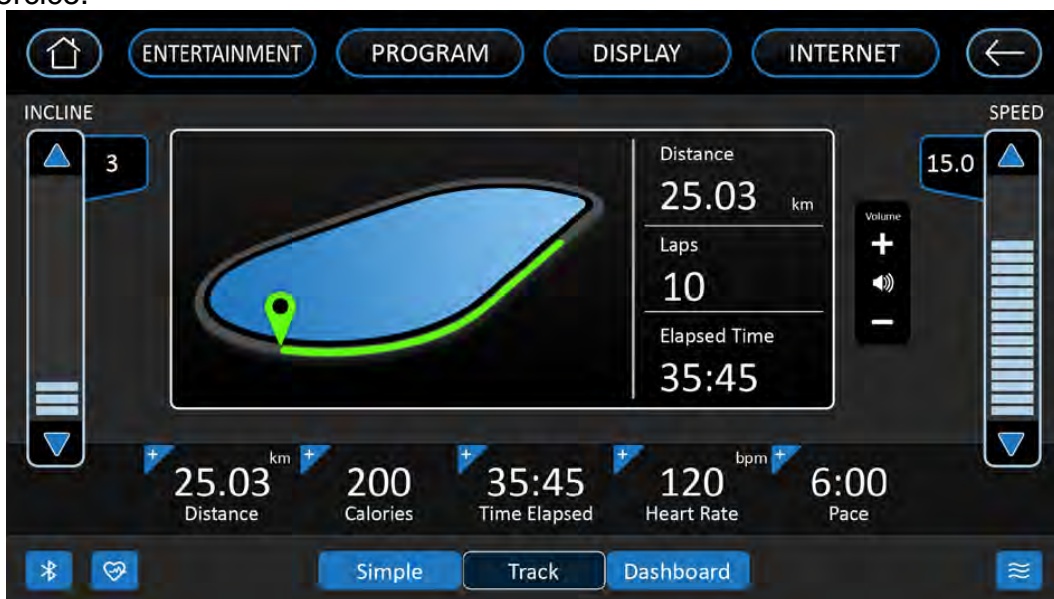 ENTERTAINMENT PROGRAM DISPLAY INTERNET
INCLINE
SPEED
3
15.0
Distance
25.03 km
Laps
10
Elapsed Time
35:45
Volume
+
−
+ 25.03 km
Distance
+ 200
Calories
+ 35:45
Time Elapsed
+ 120 bpm
Heart Rate
+ 6:00
Pace
Simple Track Dashboard